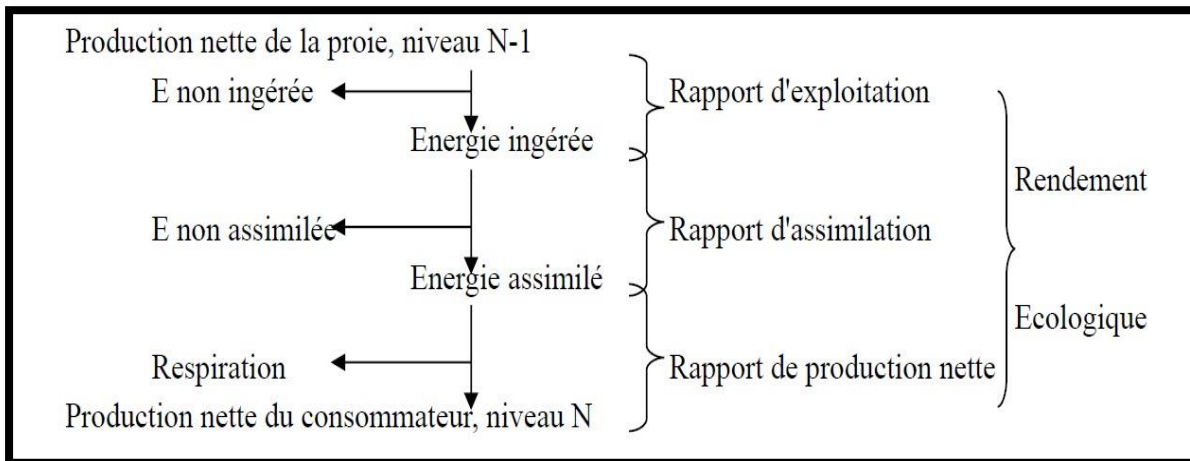 Production nette de la proie, niveau N-1
E non ingérée
Rapport d'exploitation
Energie ingérée
Rendement
E non assimilée
Rapport d'assimilation
Energie assimilé
Ecologique
Respiration
Rapport de production nette
Production nette du consommateur, niveau N